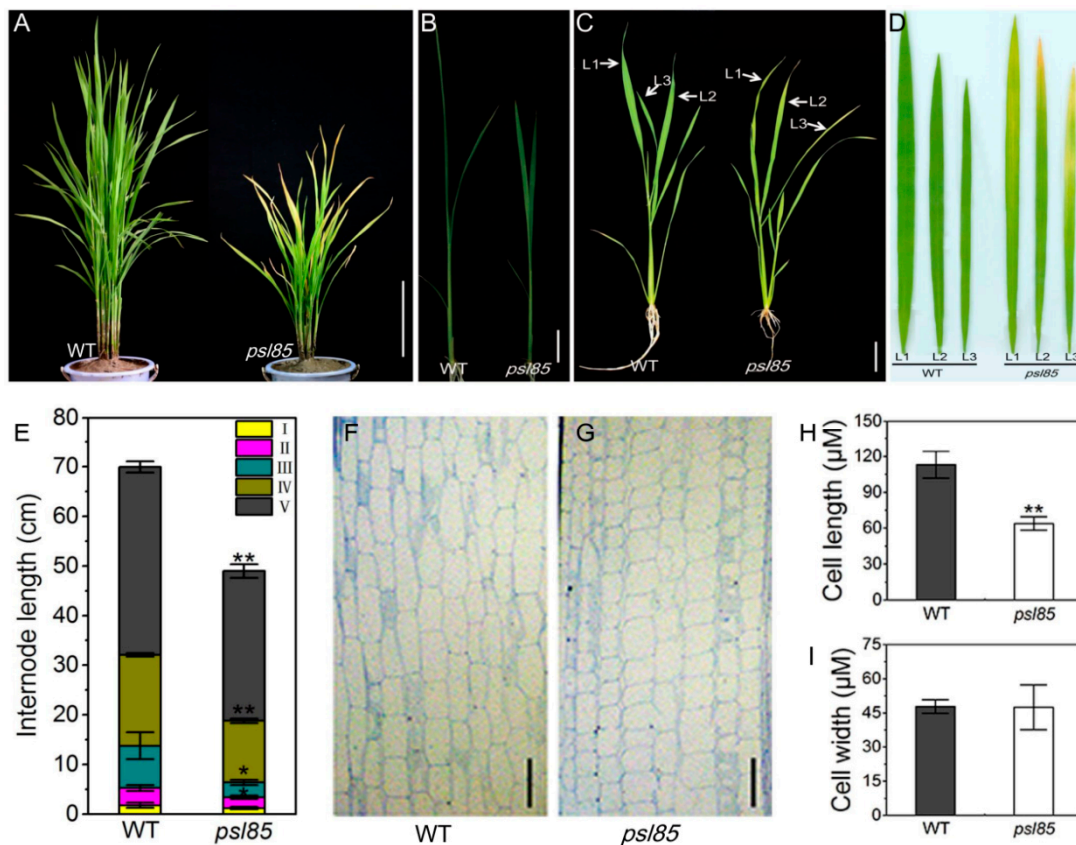 A
WT
psl85
B
WT
psl85
C
L1
L3
L2
L1
L2
L3
WT
psl85
D
L1
L2
L3
L1
L2
L3
WT
psl85
E
Internode length (cm)
80
70
60
50
40
30
20
10
0
I
II
III
IV
V
**
**
*
*
WT
psl85
F
WT
G
psl85
H
Cell length (μM)
150
120
90
60
30
0
**
WT
psl85
I
Cell width (μM)
75
60
45
30
15
0
WT
psl85